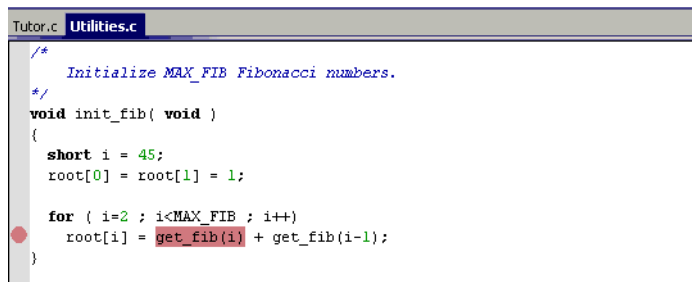 Tutor.c Utilities.c
/*
Initialize MAX_FIB Fibonacci numbers.
*/
void init_fib( void )
{
short i = 45;
root[0] = root[1] = 1;
for ( i=2 ; i<MAX_FIB ; i++)
root[i] = get_fib(i) + get_fib(i-1);
}